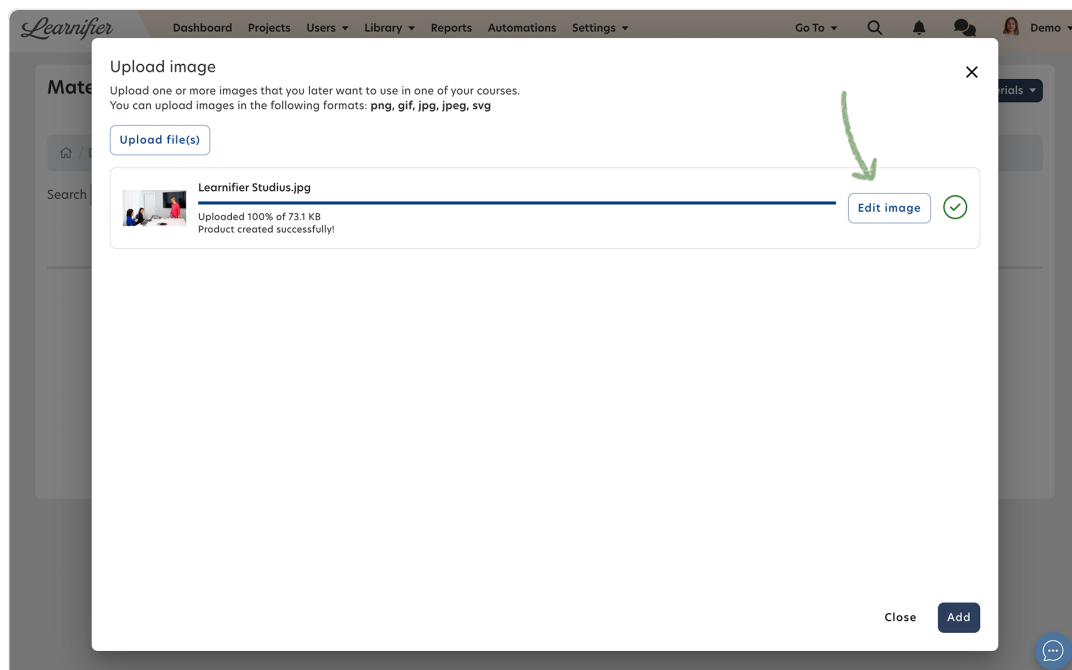 Learnifier
Dashboard Projects Users Library Reports Automations Settings Go To Demo
Upload image
Mate
Upload one or more images that you later want to use in one of your courses.
rials
You can upload images in the following formats: png, gif, jpg, jpeg, svg
Upload file(s)
/
Search
Learnifier Studius.jpg
Edit image
Uploaded 100% of 73.1 KB
Product created successfully!
Close Add